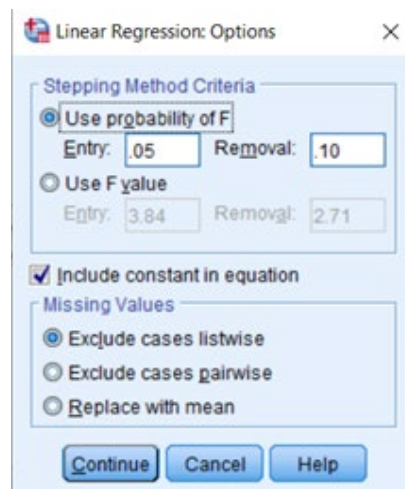 Linear Regression: Options
Stepping Method Criteria
Use probability of F
Entry: .05 Removal: .10
Use F value
Entry: 3.84 Removal: 2.71
Include constant in equation
Missing Values
Exclude cases listwise
Exclude cases pairwise
Replace with mean
Continue Cancel Help